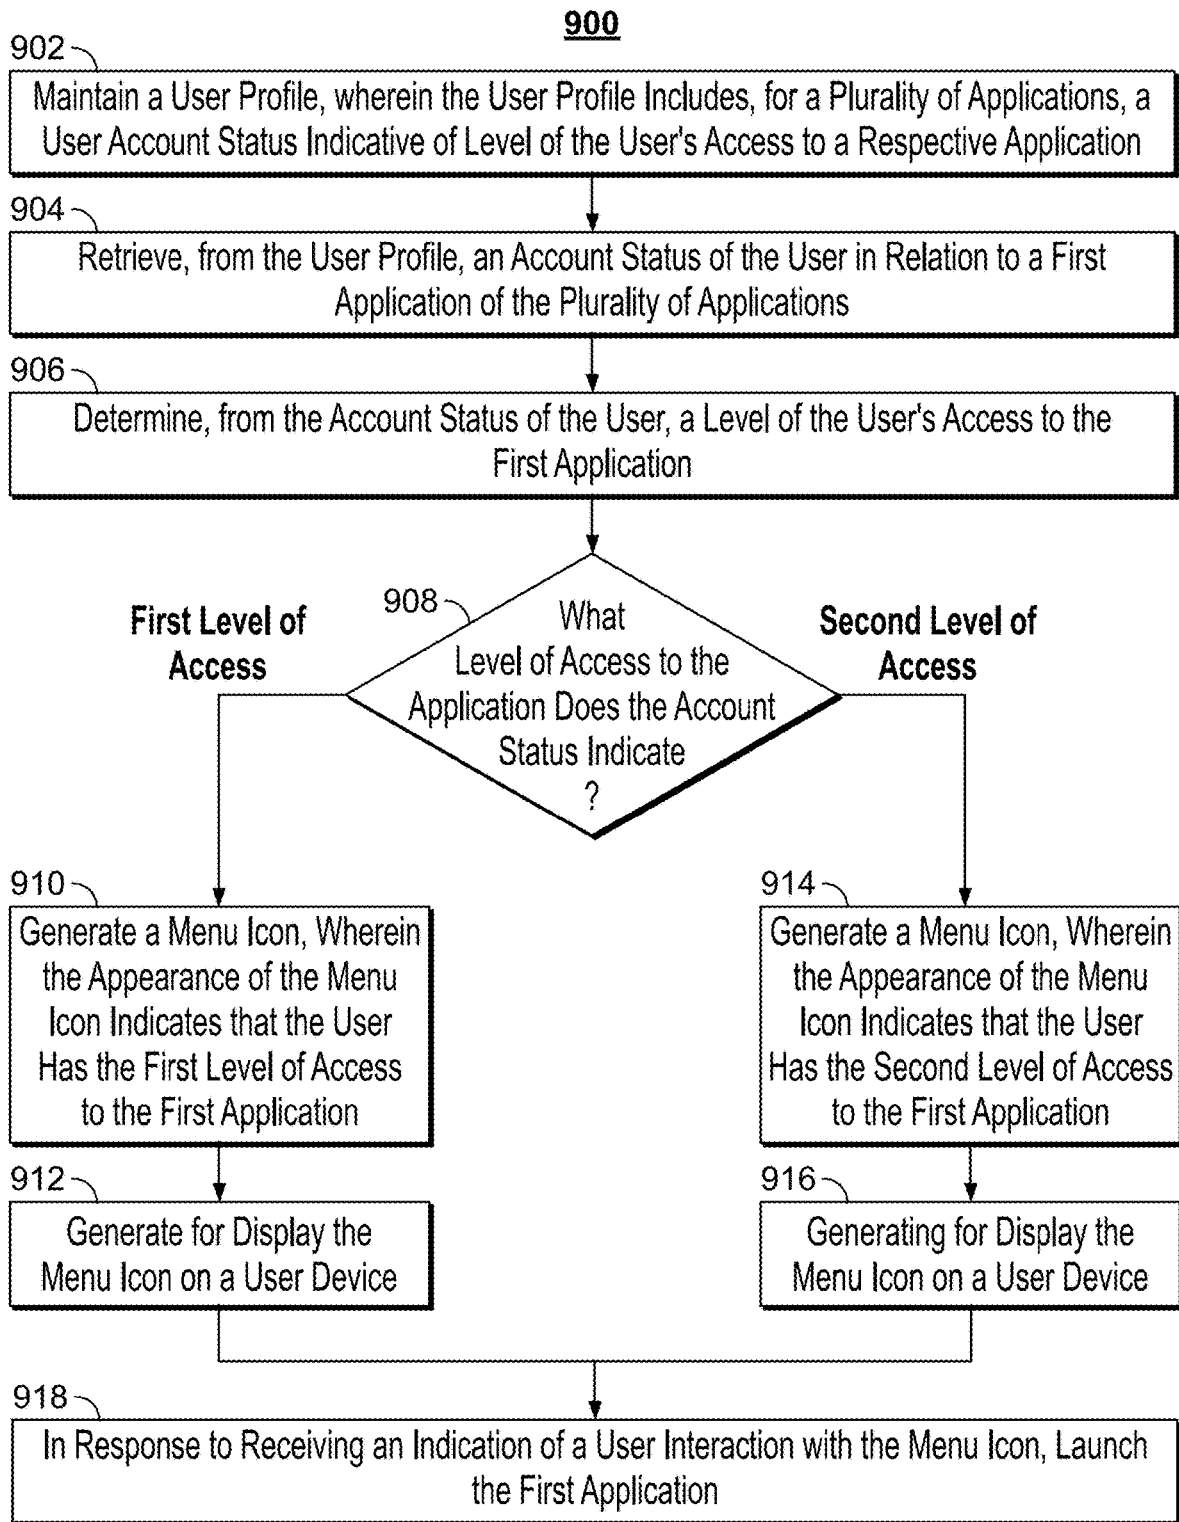 900
902
Maintain a User Profile, wherein the User Profile Includes, for a Plurality of Applications, a
User Account Status Indicative of Level of the User's Access to a Respective Application
904
Retrieve, from the User Profile, an Account Status of the User in Relation to a First
Application of the Plurality of Applications
906
Determine, from the Account Status of the User, a Level of the User's Access to the
First Application
908
What
Level of Access to the
Application Does the Account
Status Indicate
?
First Level of
Access
Second Level of
Access
910
Generate a Menu Icon, Wherein
the Appearance of the Menu
Icon Indicates that the User
Has the First Level of Access
to the First Application
912
Generate for Display the
Menu Icon on a User Device
914
Generate a Menu Icon, Wherein
the Appearance of the Menu
Icon Indicates that the User
Has the Second Level of Access
to the First Application
916
Generating for Display the
Menu Icon on a User Device
918
In Response to Receiving an Indication of a User Interaction with the Menu Icon, Launch
the First Application